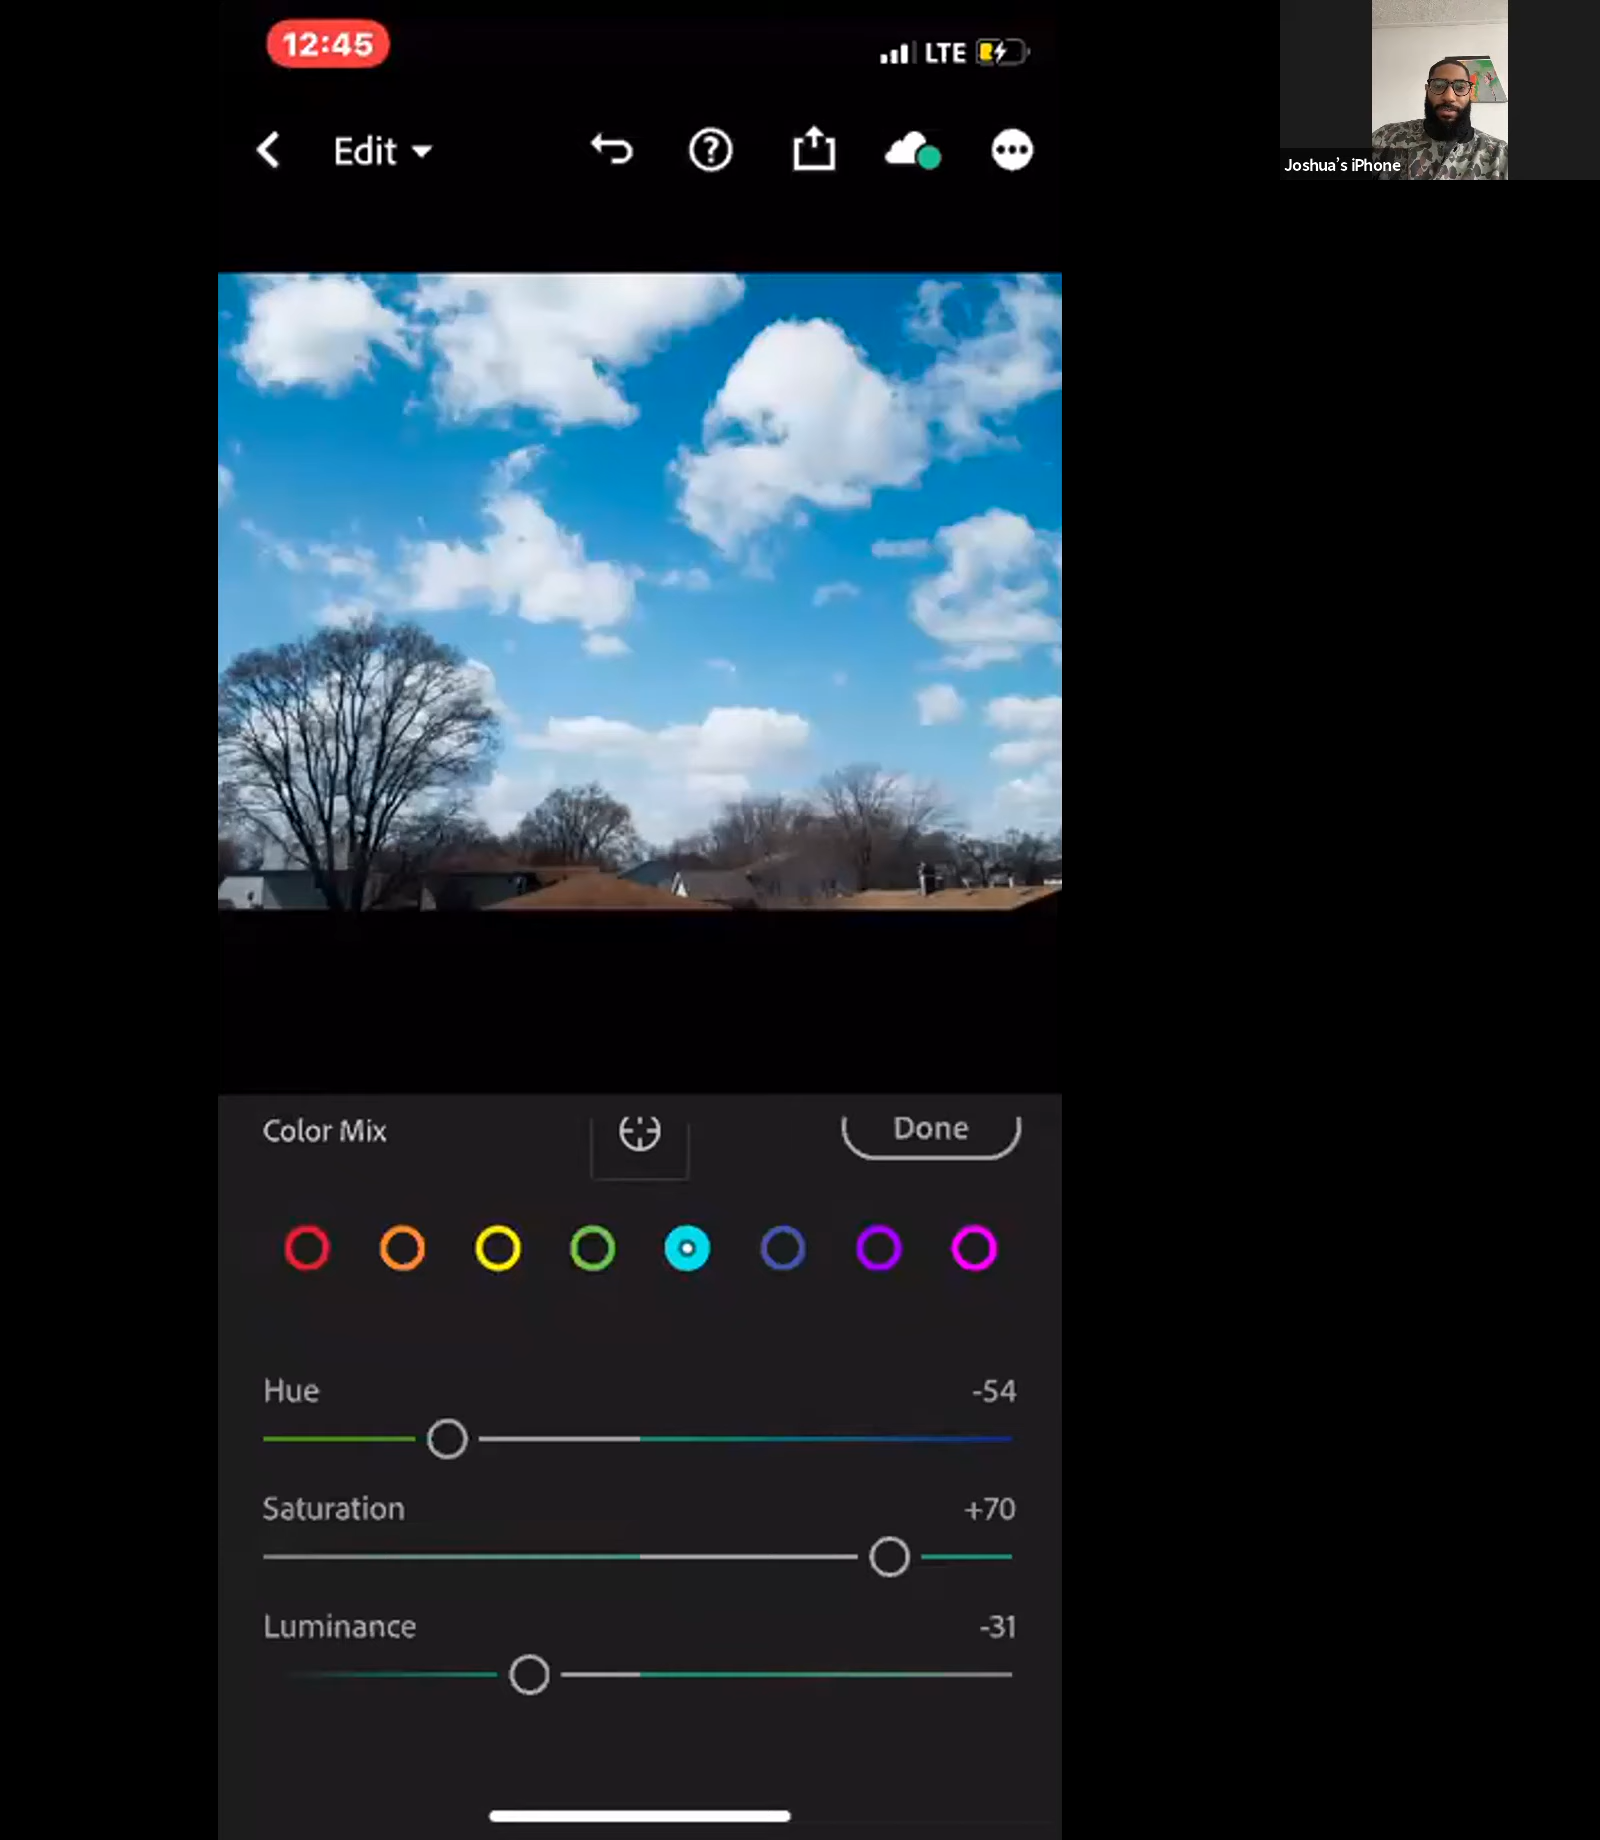 12:45
LTE
Edit
Joshua's iPhone
Color Mix
Done
Hue
-54
Saturation
+70
Luminance
-31